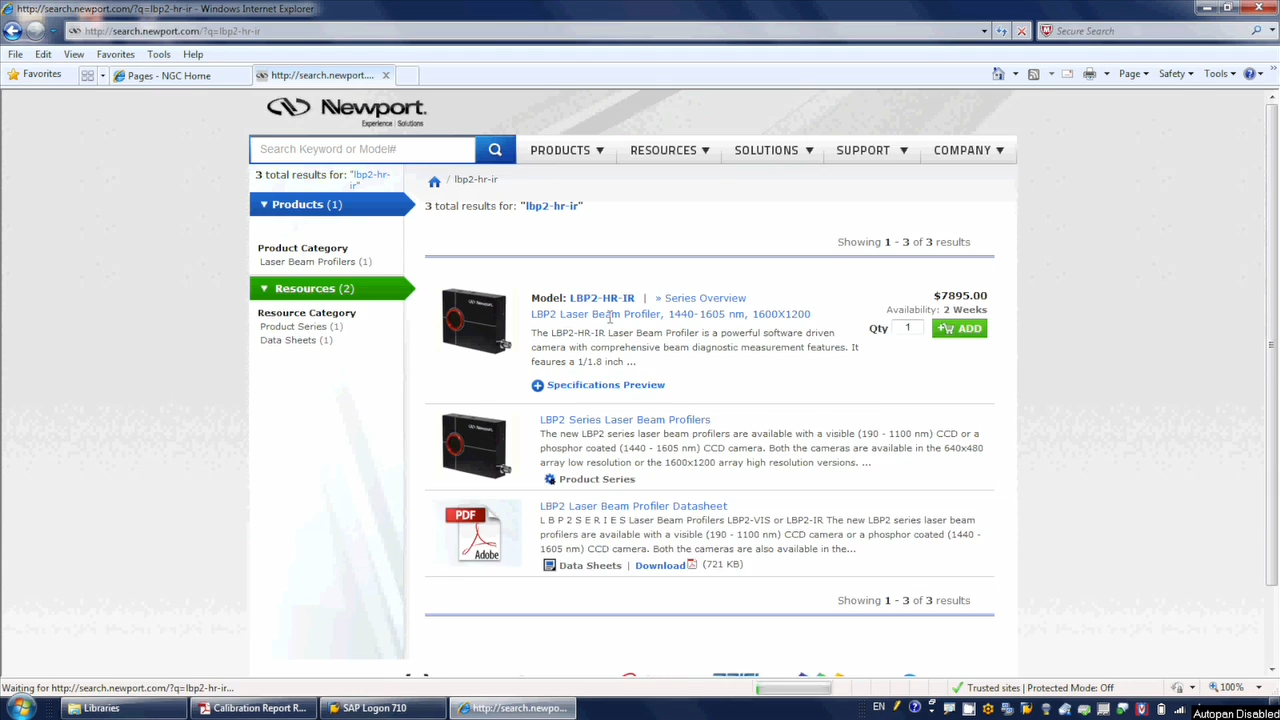 http://search.newport.com/?q=lbp2-hr-ir - Windows Internet Explorer
http://search.newport.com/?q=lbp2-hr-ir
Secure Search
File Edit View Favorites Tools Help
Favorites
Pages - NGC Home
http://search.newport....
Page
Safety
Tools
Newport.
Experience | Solutions
Search Keyword or Model#
PRODUCTS
RESOURCES
SOLUTIONS
SUPPORT
COMPANY
3 total results for: "lbp2-hr-
ir"
Products (1)
Product Category
Laser Beam Profilers (1)
Resources (2)
Resource Category
Product Series (1)
Data Sheets (1)
/ lbp2-hr-ir
3 total results for: "lbp2-hr-ir"
Showing 1 - 3 of 3 results
Model: LBP2-HR-IR | » Series Overview
LBP2 Laser Beam Profiler, 1440-1605 nm, 1600X1200
The LBP2-HR-IR Laser Beam Profiler is a powerful software driven
camera with comprehensive beam diagnostic measurement features. It
feaures a 1/1.8 inch ...
Specifications Preview
$7895.00
Availability: 2 Weeks
Qty 1 ADD
LBP2 Series Laser Beam Profilers
The new LBP2 series laser beam profilers are available with a visible (190 - 1100 nm) CCD or a
phosphor coated (1440 - 1605 nm) CCD camera. Both the cameras are available in the 640x480
array low resolution or the 1600x1200 array high resolution versions. ...
Product Series
PDF
Adobe
LBP2 Laser Beam Profiler Datasheet
L B P 2 S E R I E S Laser Beam Profilers LBP2-VIS or LBP2-IR The new LBP2 series laser beam
profilers are available with a visible (190 - 1100 nm) CCD camera or a phosphor coated (1440 -
1605 nm) CCD camera. Both the cameras are also available in the...
Data Sheets | Download (721 KB)
Showing 1 - 3 of 3 results
Waiting for http://search.newport.com/?q=lbp2-hr-ir...
Trusted sites | Protected Mode: Off
100%
Libraries
Calibration Report R...
SAP Logon 710
http://search.newpo...
EN
Autopan Disabled